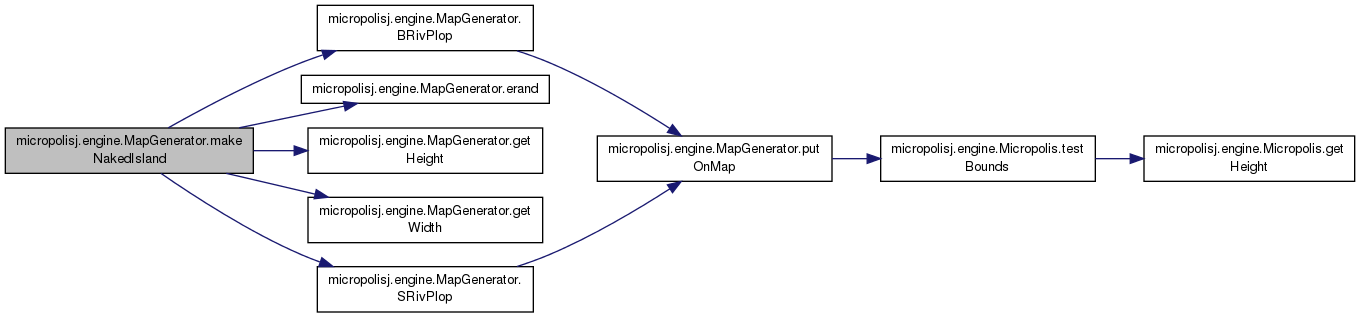 micropolisj.engine.MapGenerator.make
NakedIsland
micropolisj.engine.MapGenerator.
BRivPlop
micropolisj.engine.MapGenerator.erand
micropolisj.engine.MapGenerator.get
Height
micropolisj.engine.MapGenerator.get
Width
micropolisj.engine.MapGenerator.
SRivPlop
micropolisj.engine.MapGenerator.put
OnMap
micropolisj.engine.Micropolis.test
Bounds
micropolisj.engine.Micropolis.get
Height